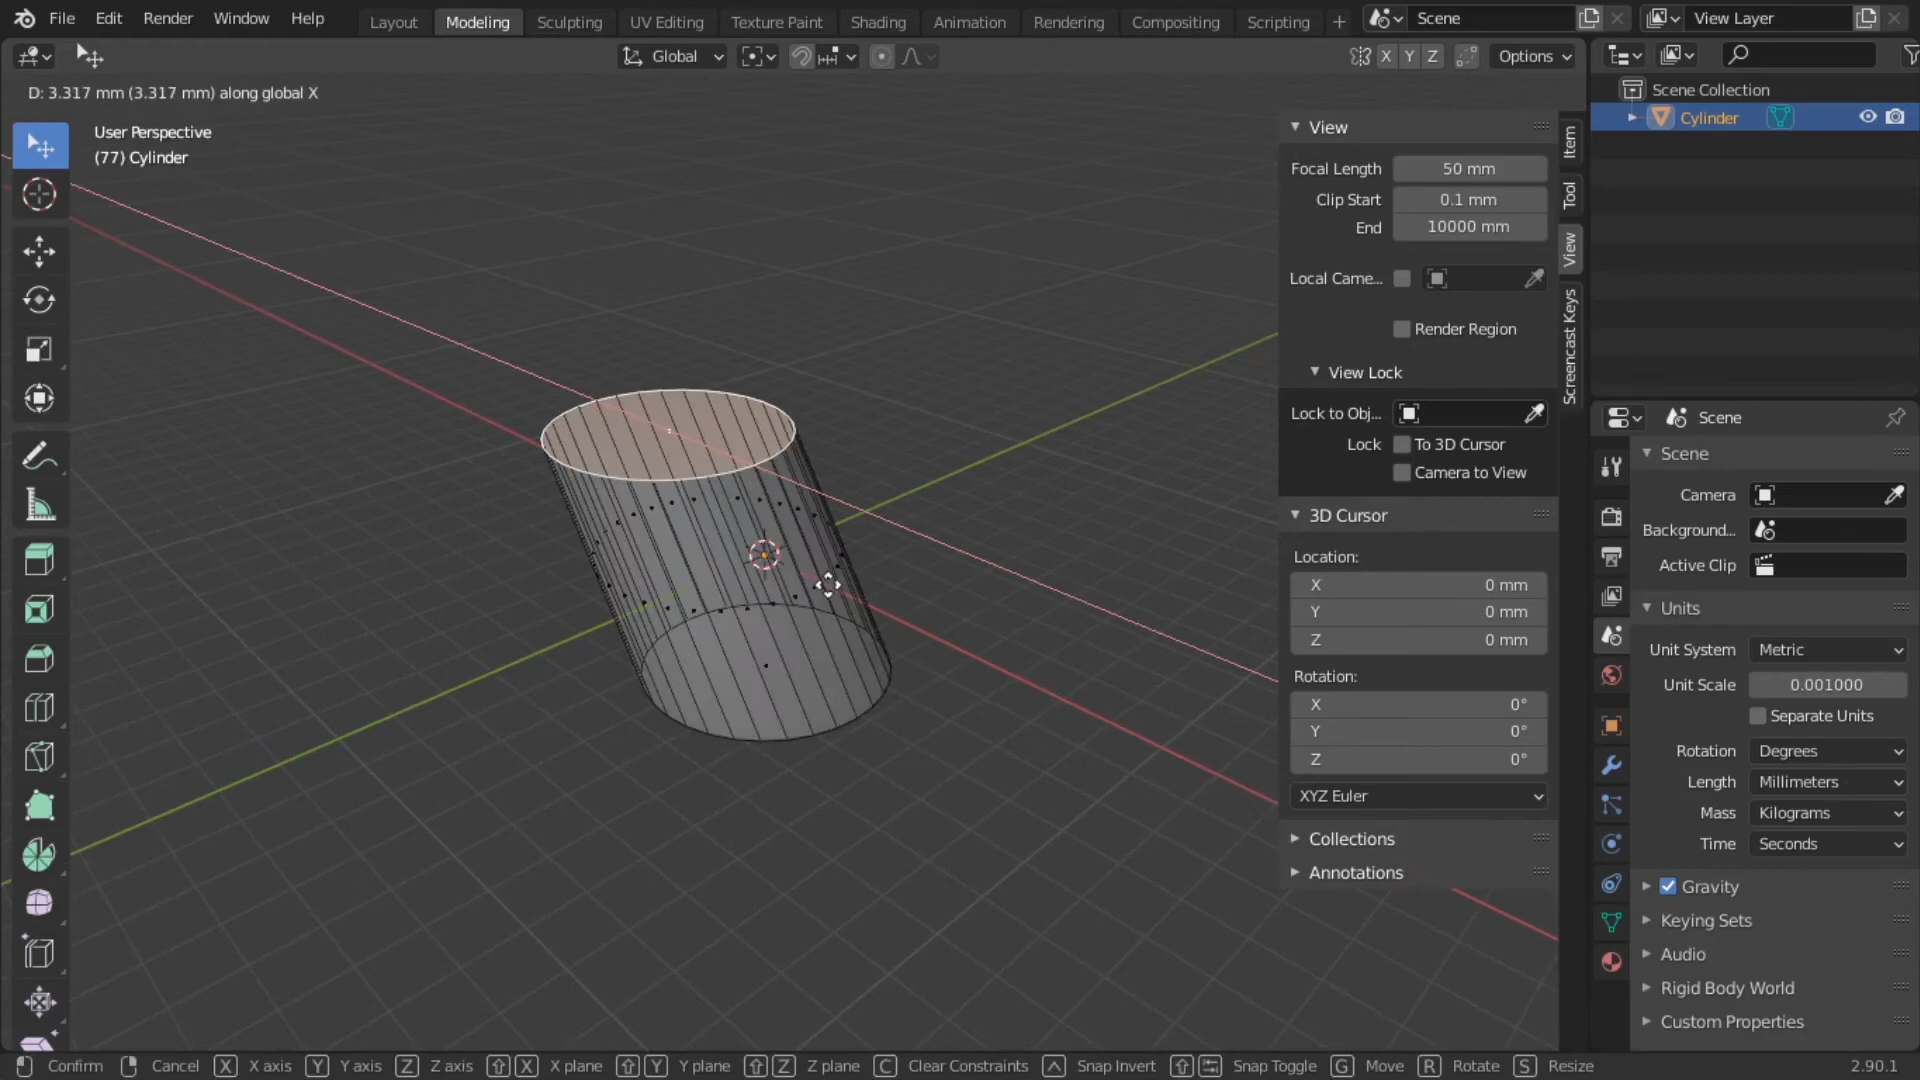 File Edit Render Window Help Layout Modeling Sculpting UV Editing Texture Paint Shading Animation Rendering Compositing Scripting + Scene View Layer
Global X Y Z Options
D: 3.317 mm (3.317 mm) along global X
User Perspective
(77) Cylinder
View
Focal Length 50 mm
Clip Start 0.1 mm
End 10000 mm
Local Came...
Render Region
View Lock
Lock to Obj...
Lock To 3D Cursor
Camera to View
3D Cursor
Location:
X 0 mm
Y 0 mm
Z 0 mm
Rotation:
X 0°
Y 0°
Z 0°
XYZ Euler
Collections
Annotations
Item
Tool
View
Screencast Keys
Scene Collection
Cylinder
Scene
Scene
Camera
Background...
Active Clip
Units
Unit System Metric
Unit Scale 0.001000
Separate Units
Rotation Degrees
Length Millimeters
Mass Kilograms
Time Seconds
Gravity
Keying Sets
Audio
Rigid Body World
Custom Properties
Confirm Cancel X X axis Y Y axis Z Z axis X X plane Y Y plane Z Z plane C Clear Constraints Snap Invert Snap Toggle G Move R Rotate S Resize 2.90.1